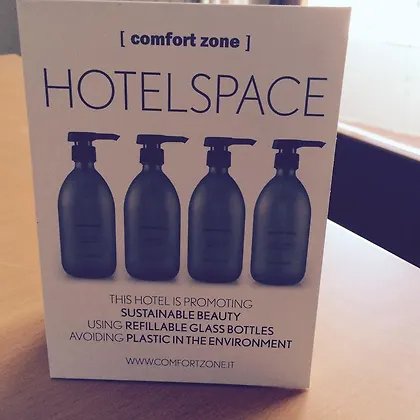 [ comfort zone ]
HOTELSPACE
THIS HOTEL IS PROMOTING
SUSTAINABLE BEAUTY
USING REFILLABLE GLASS BOTTLES
AVOIDING PLASTIC IN THE ENVIRONMENT
WWW.COMFORTZONE.IT